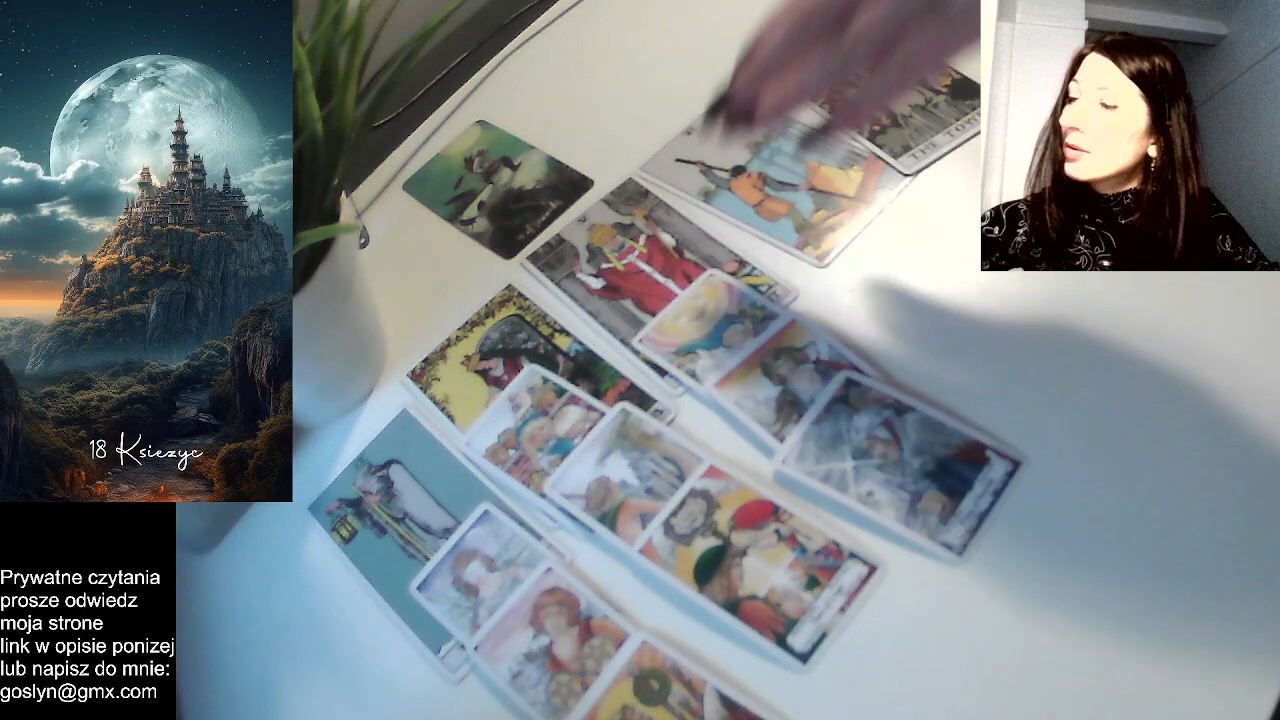 18 Ksiezyc
Prywatne czytania
prosze odwiedz
moja strone
link w opisie ponizej
lub napisz do mnie:
goslyn@gmx.com